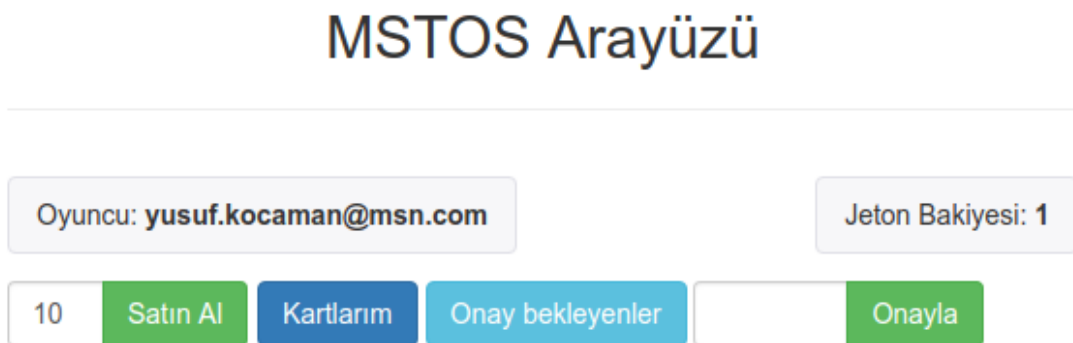 MSTOS Arayüzü
Oyuncu: yusuf.kocaman@msn.com Jeton Bakiyesi: 1
10 Satın Al Kartlarım Onay bekleyenler Onayla